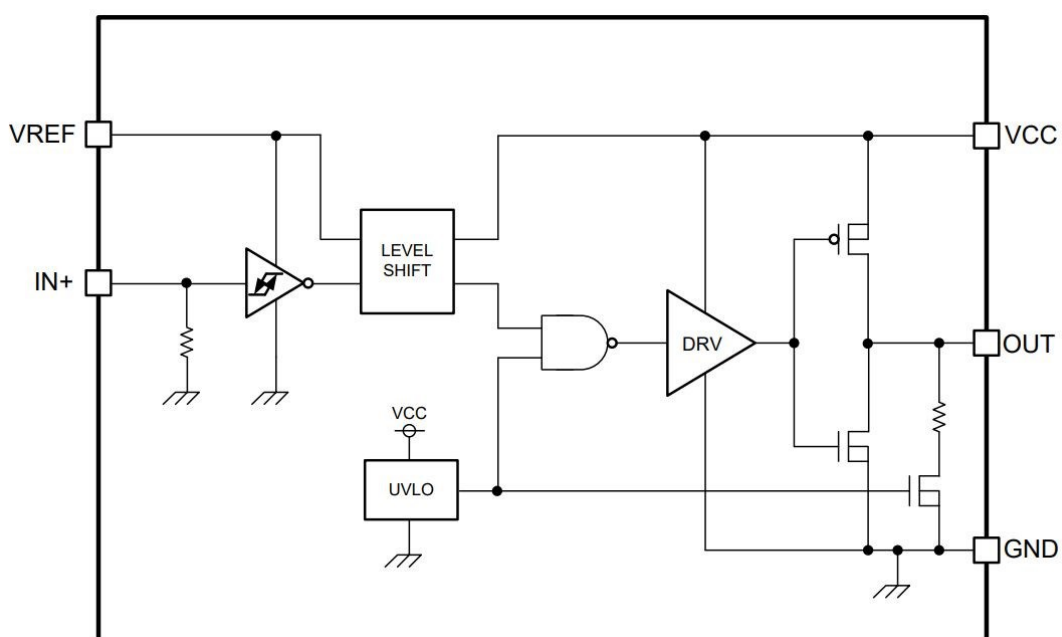 VREF
VCC
LEVEL
SHIFT
IN+
DRV
OUT
VCC
UVLO
GND